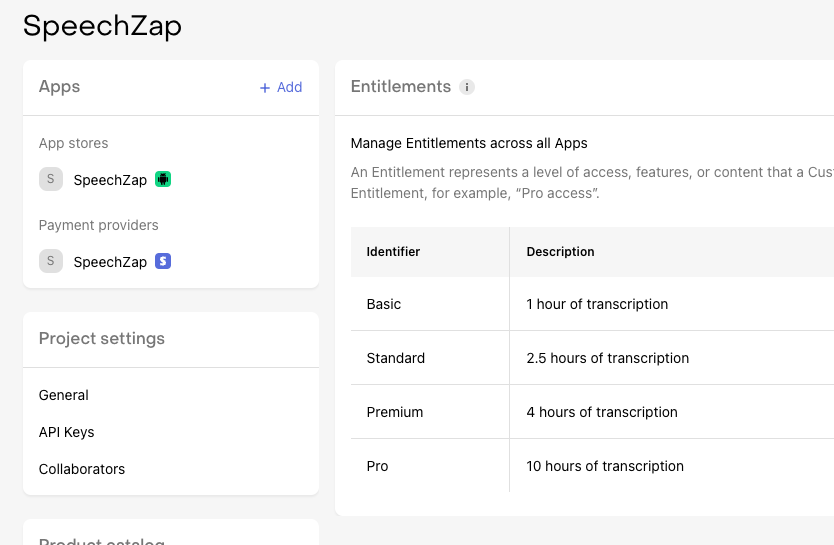 SpeechZap
Apps
+ Add
App stores
S SpeechZap
Payment providers
S SpeechZap S
Project settings
General
API Keys
Collaborators
Product catalog
Entitlements i
Manage Entitlements across all Apps
An Entitlement represents a level of access, features, or content that a Cus
Entitlement, for example, “Pro access”.
Identifier Description
Basic 1 hour of transcription
Standard 2.5 hours of transcription
Premium 4 hours of transcription
Pro 10 hours of transcription